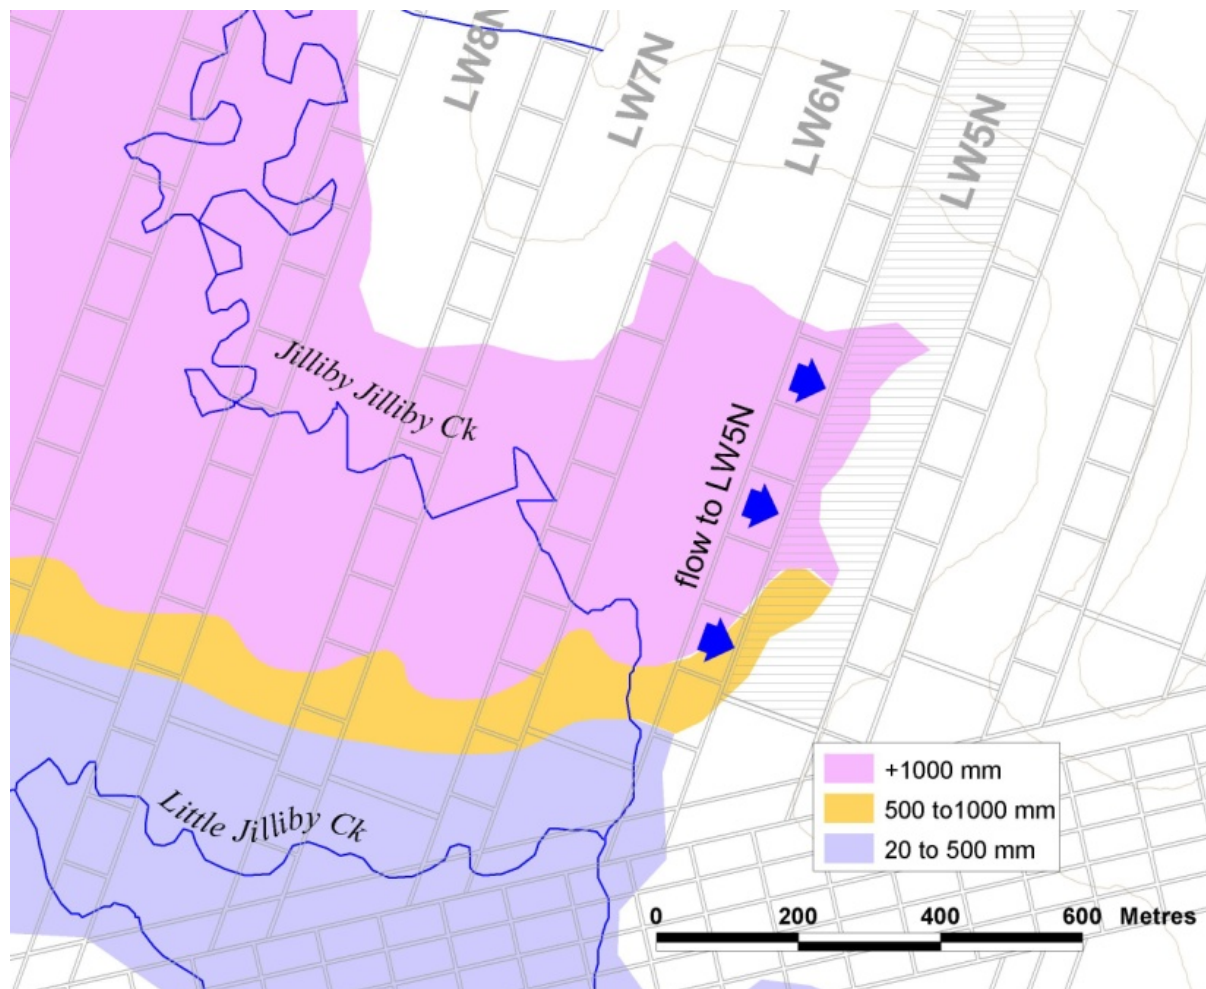 LW8N
LW7N
LW6N
LW5N
Jilliby Jilliby Ck
flow to LW5N
Little Jilliby Ck
+1000 mm
500 to1000 mm
20 to 500 mm
0 200 400 600 Metres